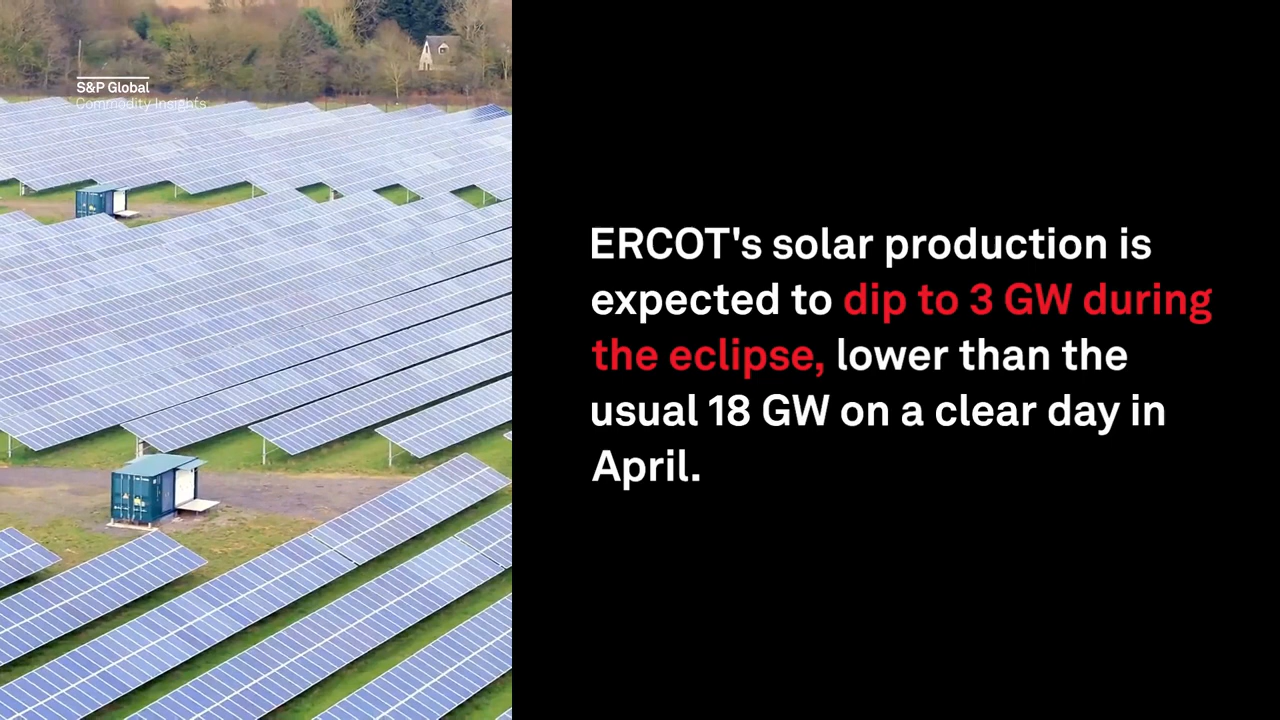 S&P Global
Commodity Insights
ERCOT's solar production is
expected to dip to 3 GW during
the eclipse, lower than the
usual 18 GW on a clear day in
April.